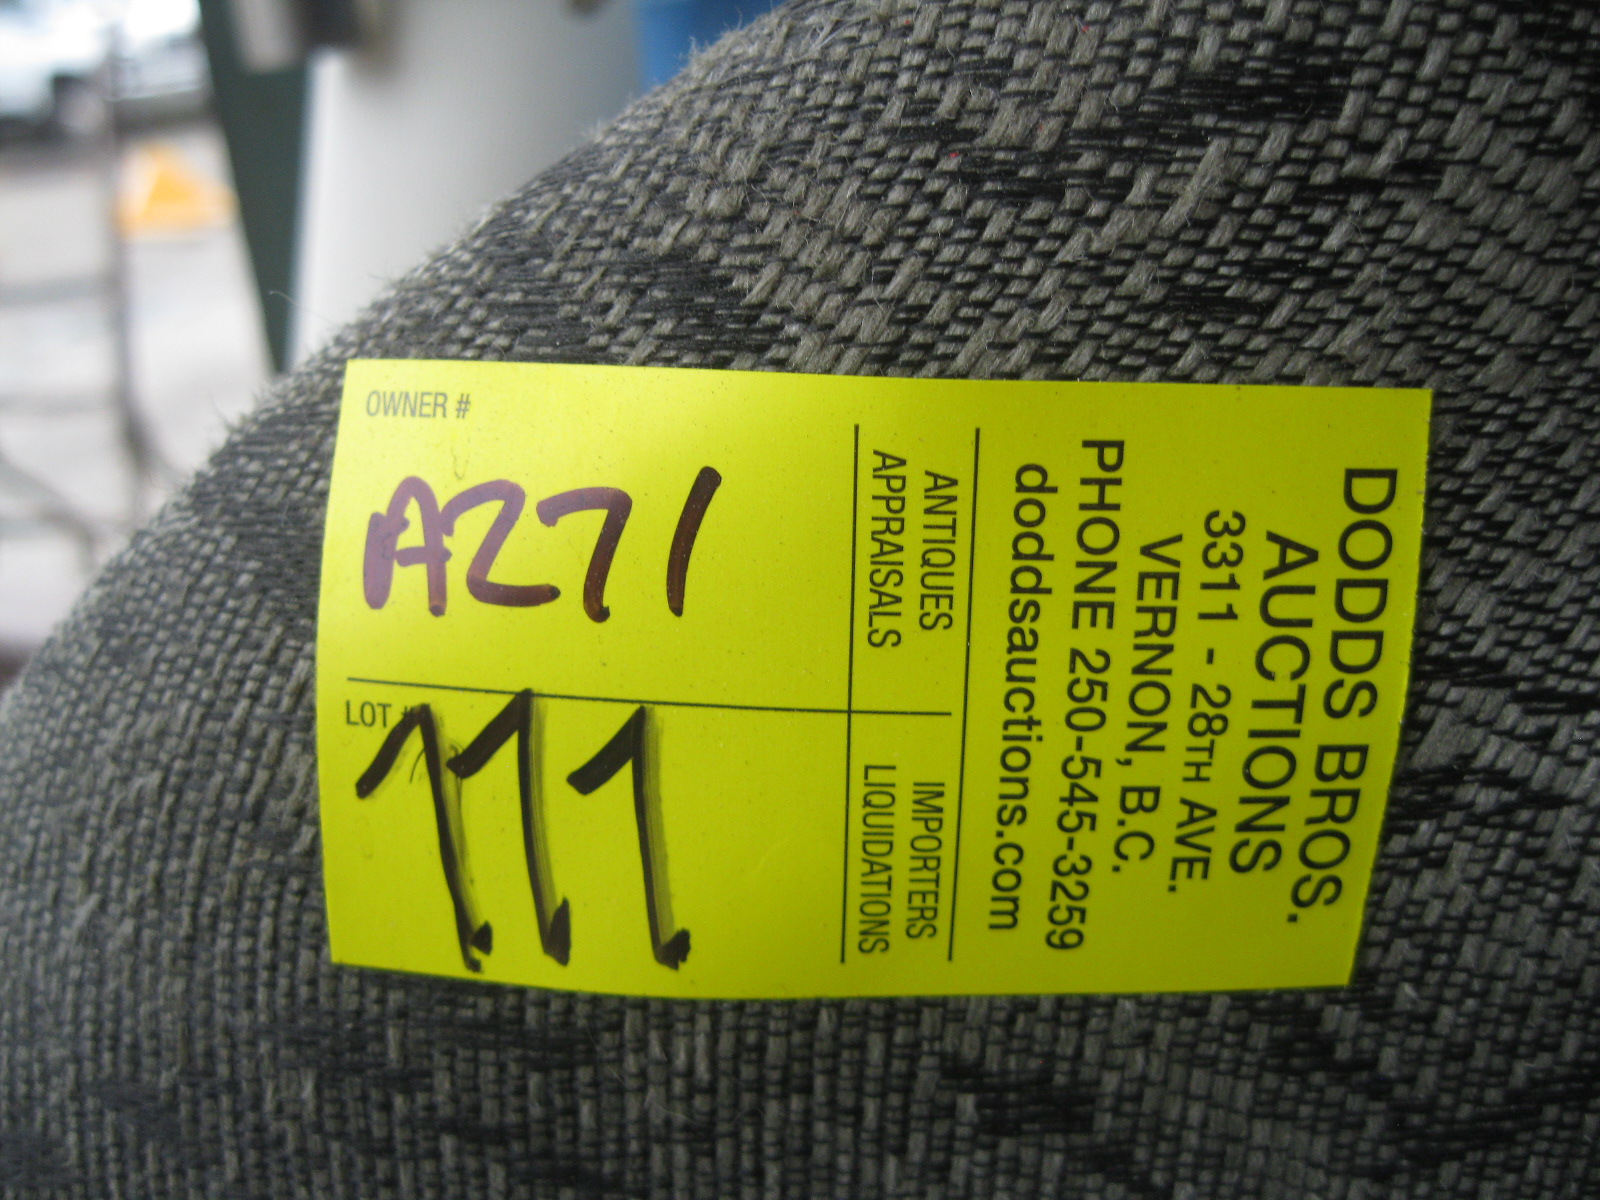 DODDS BROS.
AUCTIONS
3311 - 28TH AVE.
VERNON, B.C.
PHONE 250-545-3259
doddsauctions.com
ANTIQUES
APPRAISALS
IMPORTERS
LIQUIDATIONS
OWNER #
A271
LOT #
111